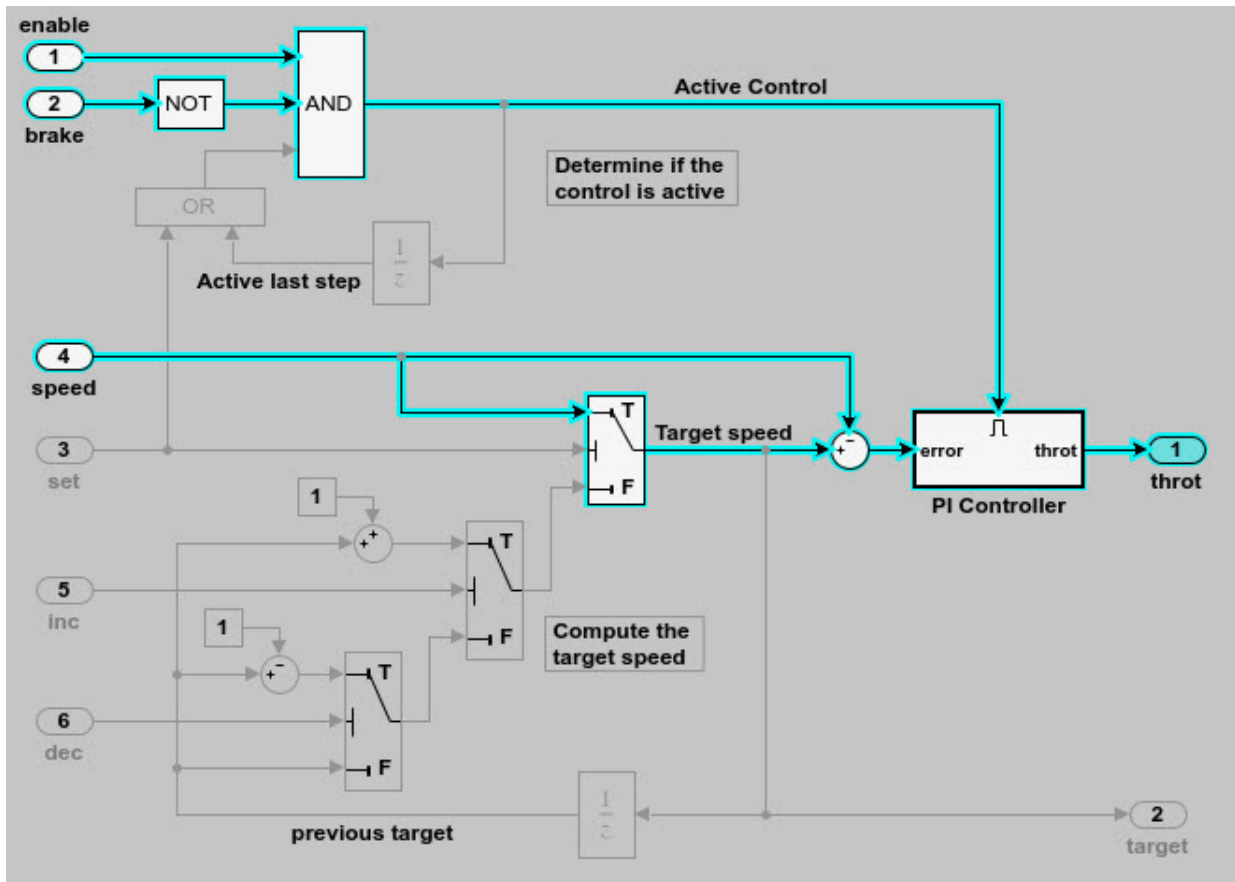 enable
1
2
brake
NOT
AND
Active Control
Determine if the
control is active
OR
1
z
Active last step
4
speed
3
set
T
F
Target speed
+
−
error
throt
PI Controller
1
throt
1
+
+
T
F
5
inc
1
+
−
T
F
6
dec
Compute the
target speed
previous target
1
z
2
target